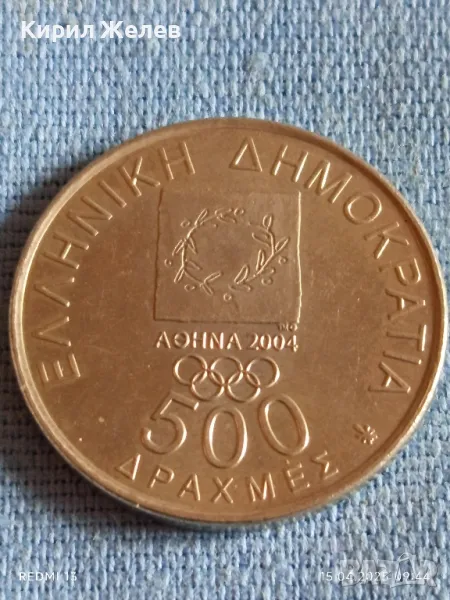 Кирил Желев
ΕΛΛΗΝΙΚΗ ΔΗΜΟΚΡΑΤΙΑ
ΑΘΗΝΑ 2004
500
ΔΡΑΧΜΕΣ
REDMI 13